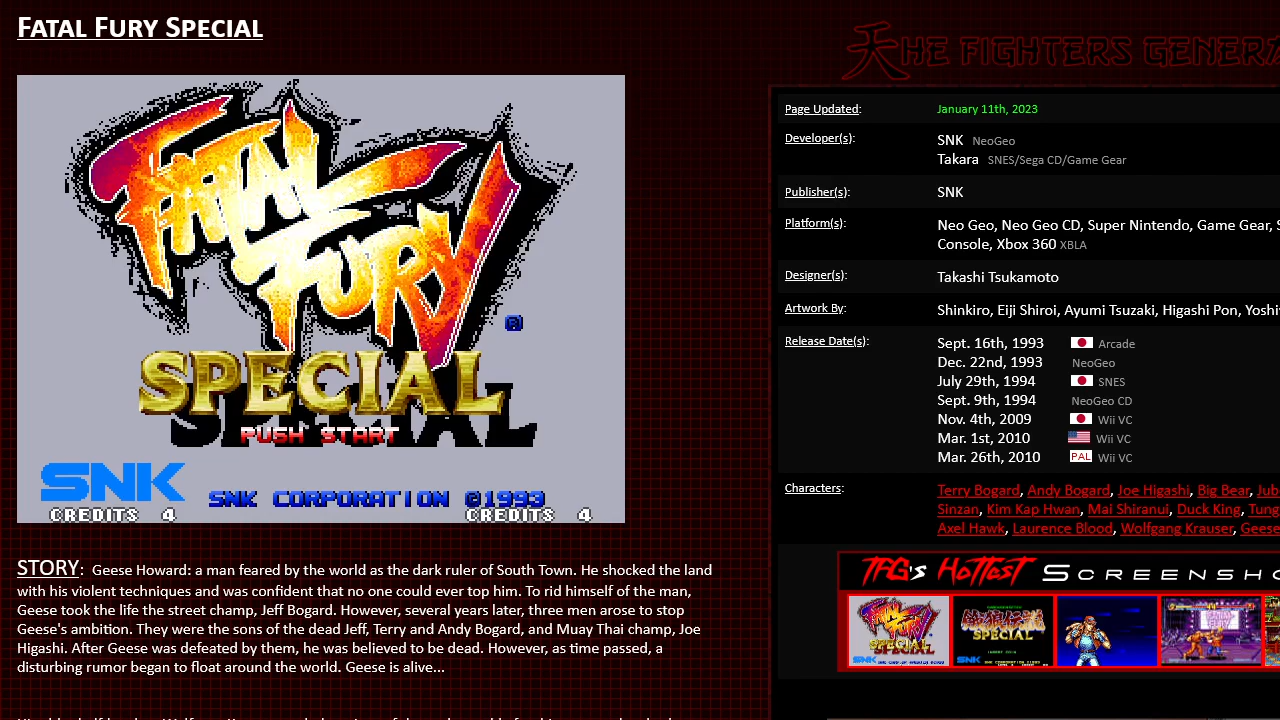 FATAL FURY SPECIAL
FATAL FURY
SPECIAL
PUSH START
SNK
SNK CORPORATION ©1993
CREDITS 4 CREDITS 4
STORY: Geese Howard: a man feared by the world as the dark ruler of South Town. He shocked the land
with his violent techniques and was confident that no one could ever top him. To rid himself of the man,
Geese took the life the street champ, Jeff Bogard. However, several years later, three men arose to stop
Geese's ambition. They were the sons of the dead Jeff, Terry and Andy Bogard, and Muay Thai champ, Joe
Higashi. After Geese was defeated by them, he was believed to be dead. However, as time passed, a
disturbing rumor began to float around the world. Geese is alive...
HE FIGHTERS GENERA
Page Updated: January 11th, 2023
Developer(s): SNK NeoGeo
Takara SNES/Sega CD/Game Gear
Publisher(s): SNK
Platform(s): Neo Geo, Neo Geo CD, Super Nintendo, Game Gear, S
Console, Xbox 360 XBLA
Designer(s): Takashi Tsukamoto
Artwork By: Shinkiro, Eiji Shiroi, Ayumi Tsuzaki, Higashi Pon, Yoshi
Release Date(s): Sept. 16th, 1993 Arcade
Dec. 22nd, 1993 NeoGeo
July 29th, 1994 SNES
Sept. 9th, 1994 NeoGeo CD
Nov. 4th, 2009 Wii VC
Mar. 1st, 2010 Wii VC
Mar. 26th, 2010 PAL Wii VC
Characters: Terry Bogard, Andy Bogard, Joe Higashi, Big Bear, Jub
Sinzan, Kim Kap Hwan, Mai Shiranui, Duck King, Tung
Axel Hawk, Laurence Blood, Wolfgang Krauser, Geese
TFG's Hottest SCREENSHO